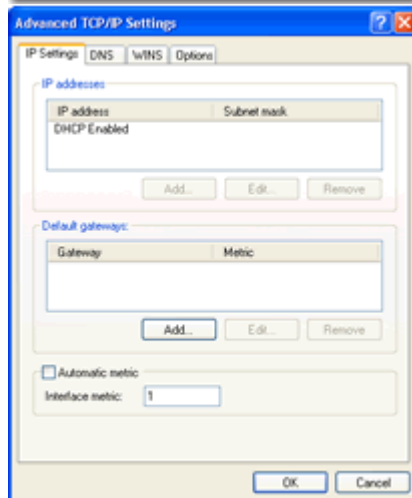 Advanced TCP/IP Settings
IP Settings DNS WINS Options
IP addresses
IP address Subnet mask
DHCP Enabled
Add... Edit... Remove
Default gateways:
Gateway Metric
Add... Edit... Remove
Automatic metric
Interface metric: 1
OK Cancel